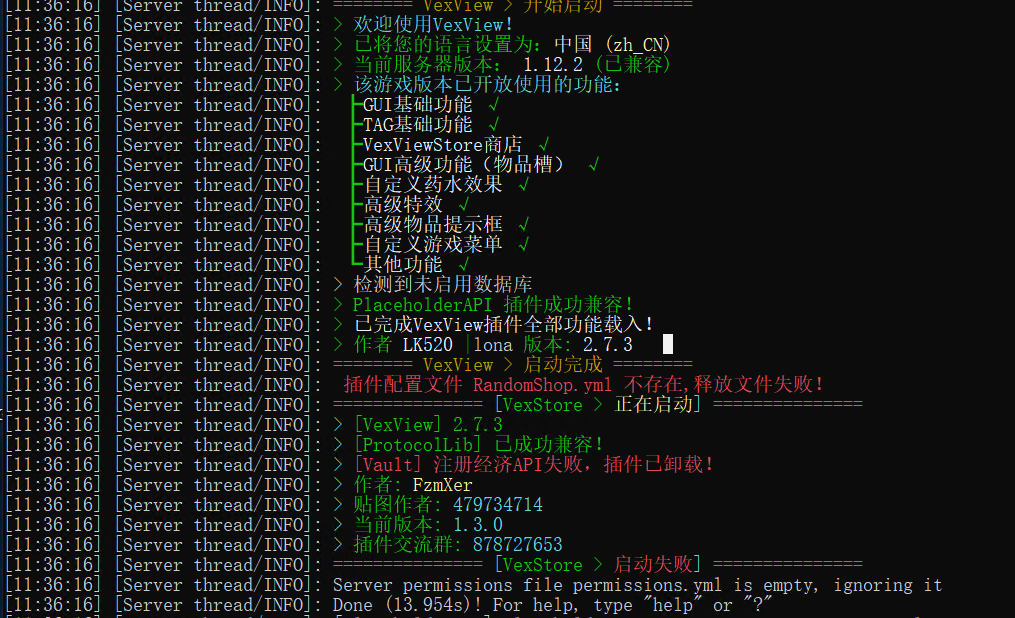 [11:36:16] [Server thread/INFO]: ======== VexView > 开始启动 ========
[11:36:16] [Server thread/INFO]: > 欢迎使用VexView!
[11:36:16] [Server thread/INFO]: > 已将您的语言设置为: 中国 (zh_CN)
[11:36:16] [Server thread/INFO]: > 当前服务器版本: 1.12.2 (已兼容)
[11:36:16] [Server thread/INFO]: > 该游戏版本已开放使用的功能:
[11:36:16] [Server thread/INFO]: ┣GUI基础功能 √
[11:36:16] [Server thread/INFO]: ┣TAG基础功能 √
[11:36:16] [Server thread/INFO]: ┣VexViewStore商店 √
[11:36:16] [Server thread/INFO]: ┣GUI高级功能（物品槽） √
[11:36:16] [Server thread/INFO]: ┣自定义药水效果 √
[11:36:16] [Server thread/INFO]: ┣高级特效 √
[11:36:16] [Server thread/INFO]: ┣高级物品提示框 √
[11:36:16] [Server thread/INFO]: ┣自定义游戏菜单 √
[11:36:16] [Server thread/INFO]: ┗其他功能 √
[11:36:16] [Server thread/INFO]: > 检测到未启用数据库
[11:36:16] [Server thread/INFO]: > PlaceholderAPI 插件成功兼容!
[11:36:16] [Server thread/INFO]: > 已完成VexView插件全部功能载入!
[11:36:16] [Server thread/INFO]: > 作者 LK520 |lona 版本: 2.7.3
[11:36:16] [Server thread/INFO]: ======== VexView > 启动完成 ========
[11:36:16] [Server thread/INFO]: 插件配置文件 RandomShop.yml 不存在,释放文件失败!
[11:36:16] [Server thread/INFO]: =============== [VexStore > 正在启动] ===============
[11:36:16] [Server thread/INFO]: > [VexView] 2.7.3
[11:36:16] [Server thread/INFO]: > [ProtocolLib] 已成功兼容!
[11:36:16] [Server thread/INFO]: > [Vault] 注册经济API失败, 插件已卸载!
[11:36:16] [Server thread/INFO]: > 作者: FzmXer
[11:36:16] [Server thread/INFO]: > 贴图作者: 479734714
[11:36:16] [Server thread/INFO]: > 当前版本: 1.3.0
[11:36:16] [Server thread/INFO]: > 插件交流群: 878727653
[11:36:16] [Server thread/INFO]: =============== [VexStore > 启动失败] ===============
[11:36:16] [Server thread/INFO]: Server permissions file permissions.yml is empty, ignoring it
[11:36:16] [Server thread/INFO]: Done (13.954s)! For help, type "help" or "?"